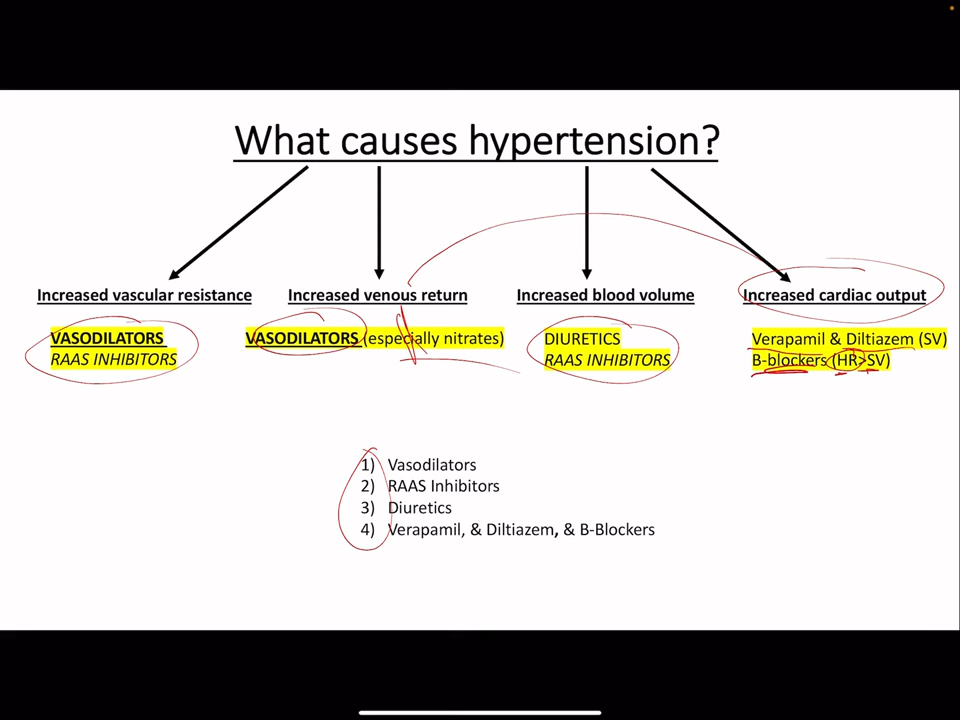 What causes hypertension?
Increased vascular resistance
VASODILATORS
RAAS INHIBITORS
Increased venous return
VASODILATORS (especially nitrates)
Increased blood volume
DIURETICS
RAAS INHIBITORS
Increased cardiac output
Verapamil & Diltiazem (SV)
B-blockers (HR>SV)
1) Vasodilators
2) RAAS Inhibitors
3) Diuretics
4) Verapamil, & Diltiazem, & B-Blockers